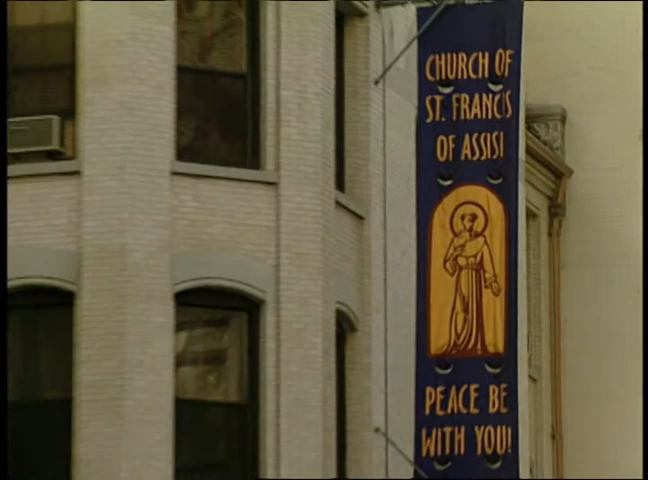 CHURCH OF
ST. FRANCIS
OF ASSISI
PEACE BE
WITH YOU!